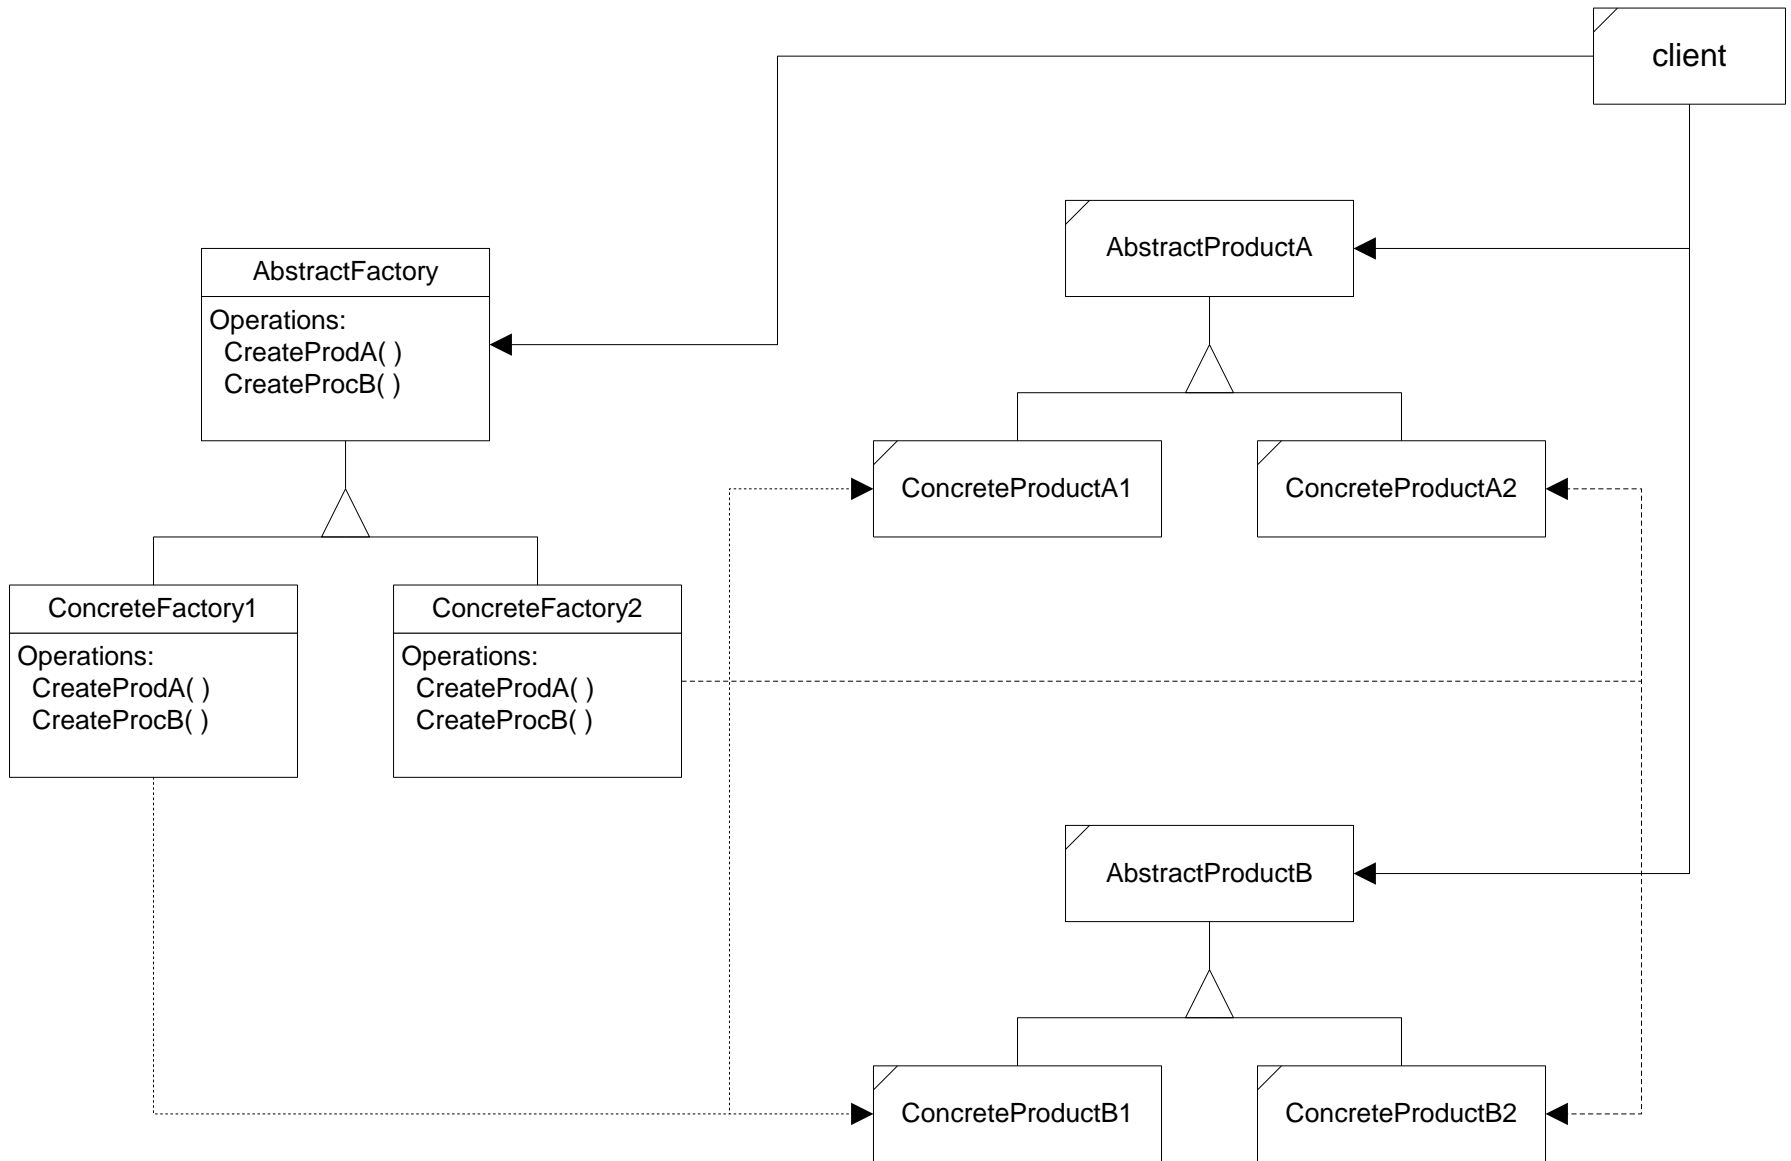 client
AbstractProductA
AbstractFactory
Operations:
CreateProdA( )
CreateProcB( )
ConcreteProductA1
ConcreteProductA2
ConcreteFactory1
Operations:
CreateProdA( )
CreateProcB( )
ConcreteFactory2
Operations:
CreateProdA( )
CreateProcB( )
AbstractProductB
ConcreteProductB1
ConcreteProductB2